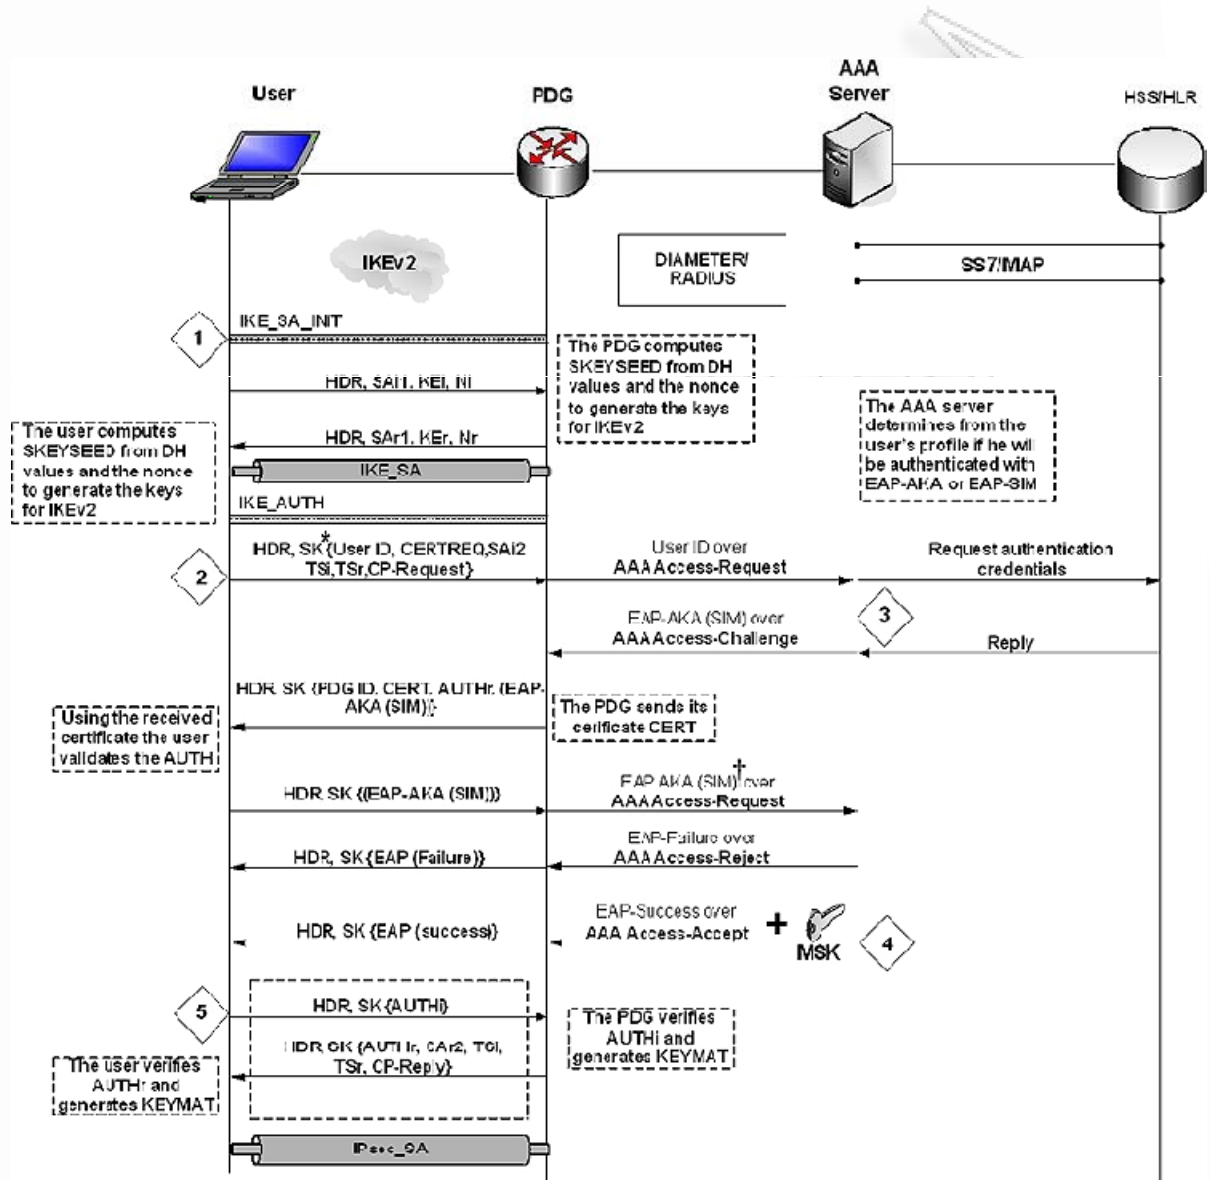 User
PDG
AAA
Server
HSS/HLR
IKEv2
DIAMETER/
RADIUS
SS7/MAP
1
IKE_SA_INIT
The PDG computes
SKEYSEED from DH
values and the nonce
to generate the keys
for IKEv2
HDR, SAi1, KEi, Ni
The AAA server
determines from the
user's profile if he will
be authenticated with
EAP-AKA or EAP-SIM
The user computes
SKEYSEED from DH
values and the nonce
to generate the keys
for IKEv2
HDR, SAr1, KEr, Nr
IKE_SA
IKE_AUTH
2
HDR, SK*{User ID, CERTREQ,SAi2
TSi,TSr,CP-Request}
User ID over
AAA Access-Request
Request authentication
credentials
3
EAP-AKA (SIM) over
AAA Access-Challenge
Reply
HDR, SK {PDG ID, CERT, AUTHr, (EAP-
AKA (SIM))}
Using the received
certificate the user
validates the AUTH
The PDG sends its
cerificate CERT
HDR, SK {(EAP-AKA (SIM))}
EAP AKA (SIM)† over
AAA Access-Request
HDR, SK {EAP (Failure)}
EAP-Failure over
AAA Access-Reject
HDR, SK {EAP (success)}
EAP-Success over
AAA Access-Accept
+
MSK
4
5
HDR, SK {AUTHi}
The PDG verifies
AUTHi and
generates KEYMAT
HDR, SK {AUTHr, SAr2, TSi,
TSr, CP-Reply}
The user verifies
AUTHr and
generates KEYMAT
IPsec_SA